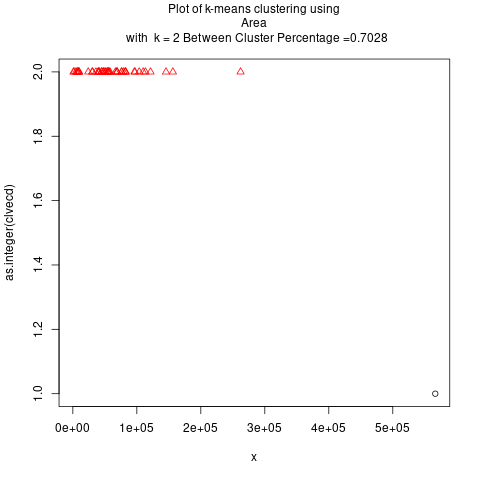 Plot of k-means clustering using
Area
with  k = 2 Between Cluster Percentage =0.7028
2.0
1.8
1.6
1.4
1.2
1.0
as.integer(clvecd)
0e+00 1e+05 2e+05 3e+05 4e+05 5e+05
x